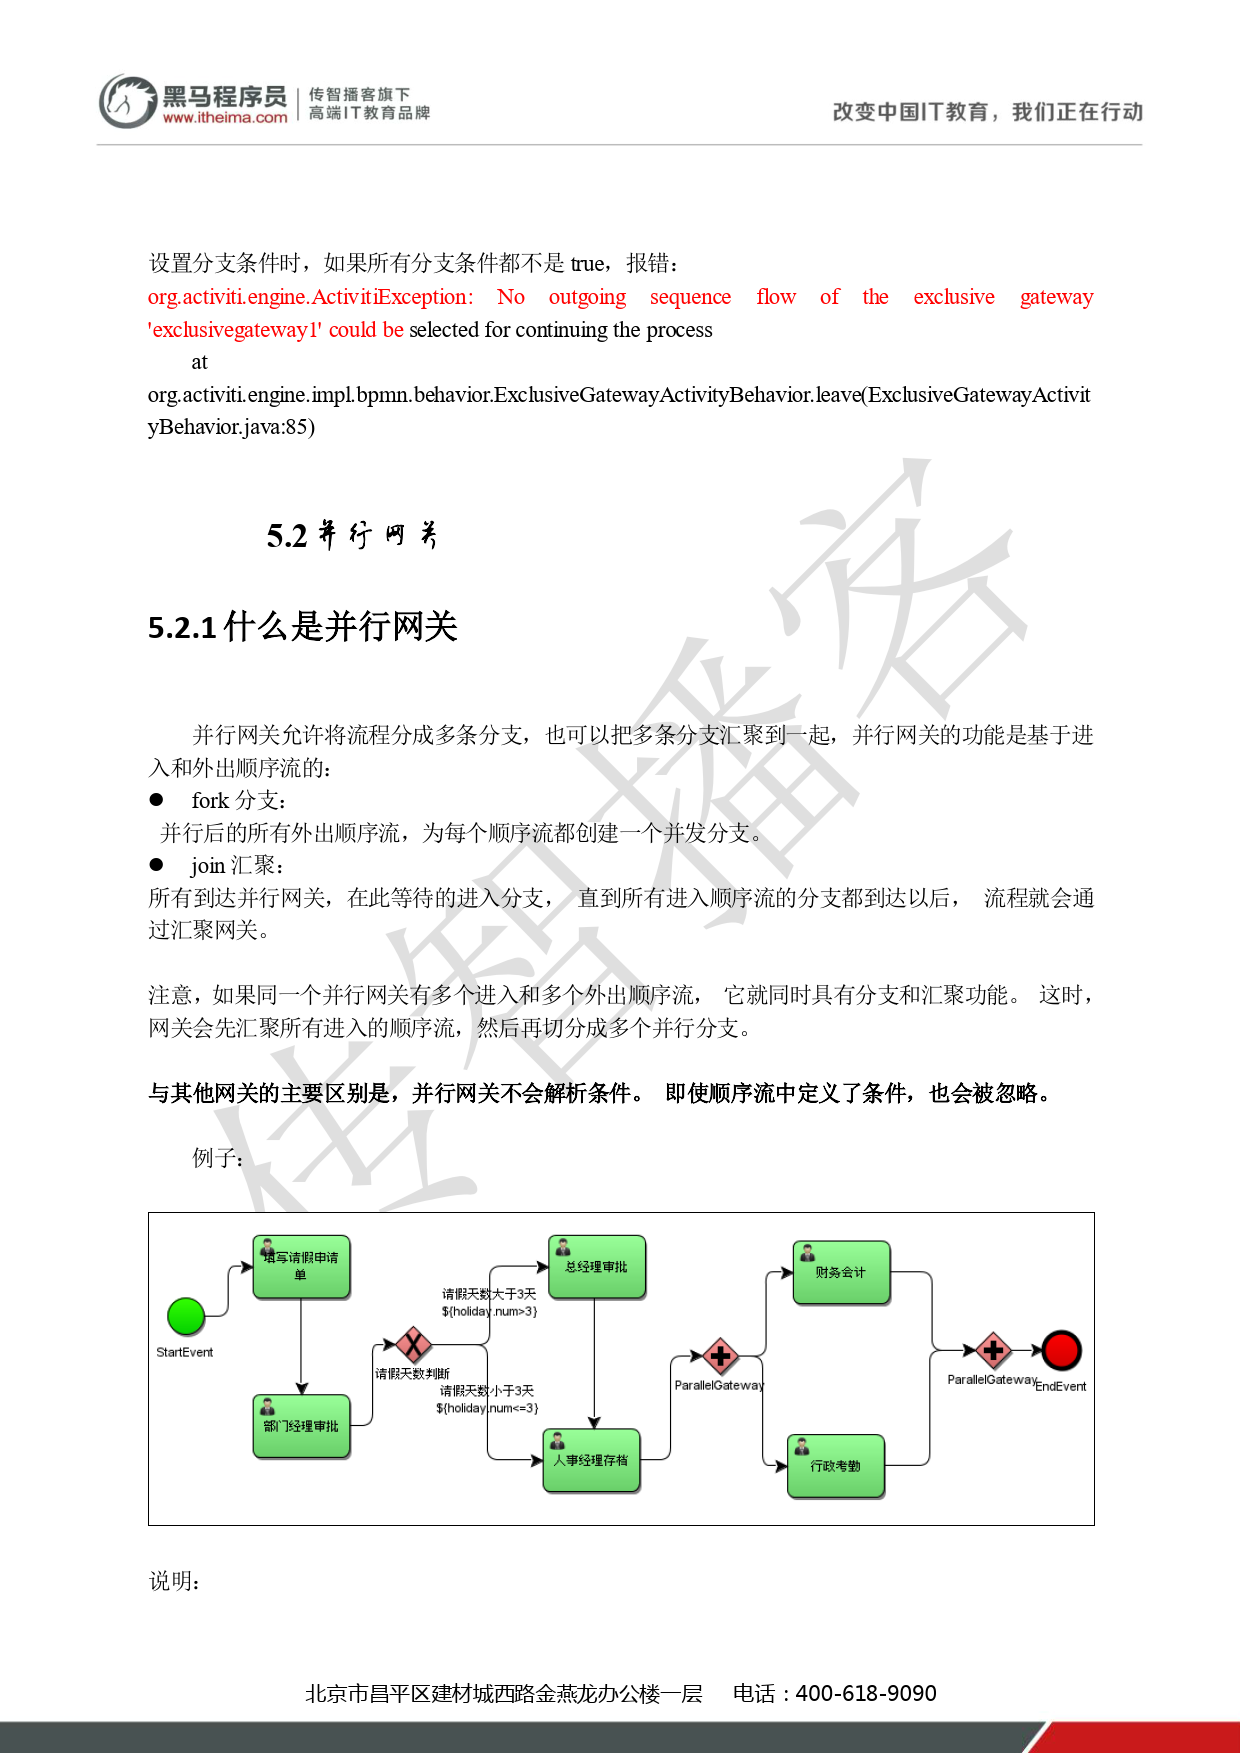 黑马程序员
www.itheima.com
传智播客旗下
高端IT教育品牌
改变中国IT教育，我们正在行动
设置分支条件时，如果所有分支条件都不是 true，报错：
org.activiti.engine.ActivitiException: No outgoing sequence flow of the exclusive gateway
'exclusivegateway1' could be selected for continuing the process
at
org.activiti.engine.impl.bpmn.behavior.ExclusiveGatewayActivityBehavior.leave(ExclusiveGatewayActivit
yBehavior.java:85)
5.2 并行网关
5.2.1 什么是并行网关
并行网关允许将流程分成多条分支，也可以把多条分支汇聚到一起，并行网关的功能是基于进
入和外出顺序流的：
● fork 分支：
并行后的所有外出顺序流，为每个顺序流都创建一个并发分支。
● join 汇聚：
所有到达并行网关，在此等待的进入分支， 直到所有进入顺序流的分支都到达以后， 流程就会通
过汇聚网关。
注意，如果同一个并行网关有多个进入和多个外出顺序流， 它就同时具有分支和汇聚功能。 这时，
网关会先汇聚所有进入的顺序流，然后再切分成多个并行分支。
与其他网关的主要区别是，并行网关不会解析条件。 即使顺序流中定义了条件，也会被忽略。
例子：
StartEvent
填写请假申请
单
部门经理审批
请假天数判断
请假天数大于3天
${holiday.num>3}
请假天数小于3天
${holiday.num<=3}
总经理审批
人事经理存档
ParallelGateway
财务会计
行政考勤
ParallelGateway
EndEvent
说明：
传智播客
北京市昌平区建材城西路金燕龙办公楼一层 电话：400-618-9090